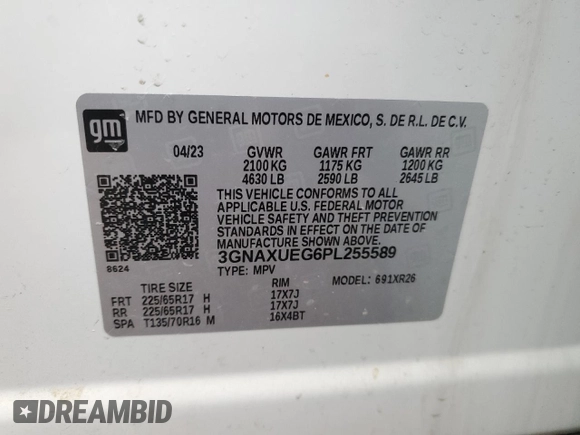 gm
MFD BY GENERAL MOTORS DE MEXICO, S. DE R.L. DE C.V.
04/23 GVWR GAWR FRT GAWR RR
2100 KG 1175 KG 1200 KG
4630 LB 2590 LB 2645 LB
THIS VEHICLE CONFORMS TO ALL
APPLICABLE U.S. FEDERAL MOTOR
VEHICLE SAFETY AND THEFT PREVENTION
STANDARDS IN EFFECT ON THE DATE OF
MANUFACTURE SHOWN ABOVE.
8624 3GNAXUEG6PL255589
TYPE: MPV MODEL: 691XR26
TIRE SIZE RIM
FRT 225/65R17 H 17X7J
RR 225/65R17 H 17X7J
SPA T135/70R16 M 16X4BT
DREAMBID